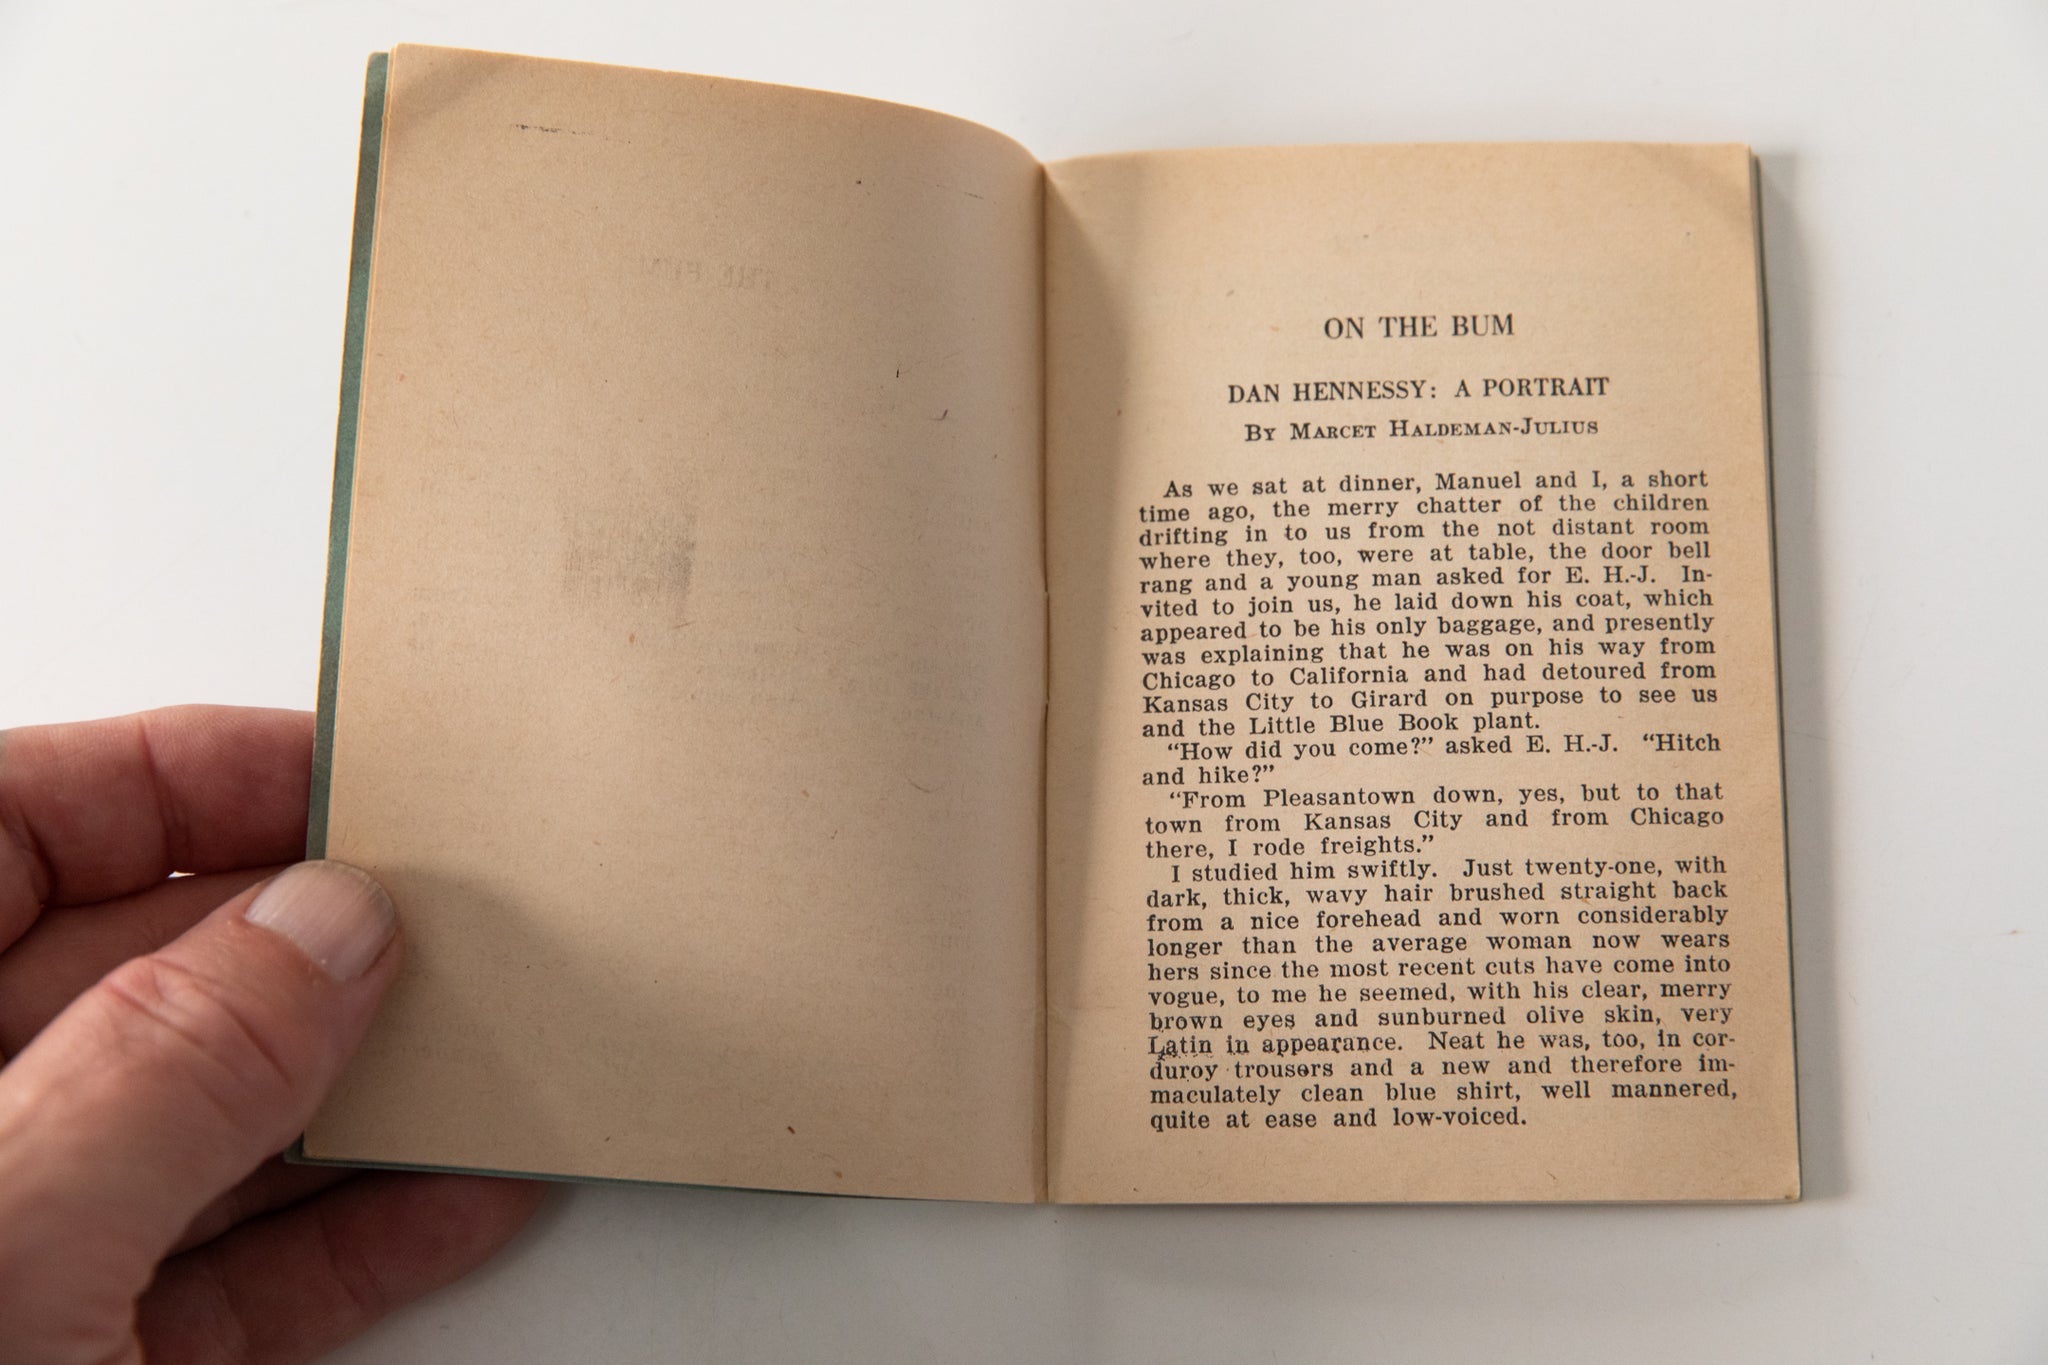 ON THE BUM
DAN HENNESSY: A PORTRAIT
By Marcet Haldeman-Julius
As we sat at dinner, Manuel and I, a short
time ago, the merry chatter of the children
drifting in to us from the not distant room
where they, too, were at table, the door bell
rang and a young man asked for E. H.-J. In-
vited to join us, he laid down his coat, which
appeared to be his only baggage, and presently
was explaining that he was on his way from
Chicago to California and had detoured from
Kansas City to Girard on purpose to see us
and the Little Blue Book plant.
“How did you come?” asked E. H.-J. “Hitch
and hike?”
“From Pleasantown down, yes, but to that
town from Kansas City and from Chicago
there, I rode freights.”
I studied him swiftly. Just twenty-one, with
dark, thick, wavy hair brushed straight back
from a nice forehead and worn considerably
longer than the average woman now wears
hers since the most recent cuts have come into
vogue, to me he seemed, with his clear, merry
brown eyes and sunburned olive skin, very
Latin in appearance. Neat he was, too, in cor-
duroy trousers and a new and therefore im-
maculately clean blue shirt, well mannered,
quite at ease and low-voiced.